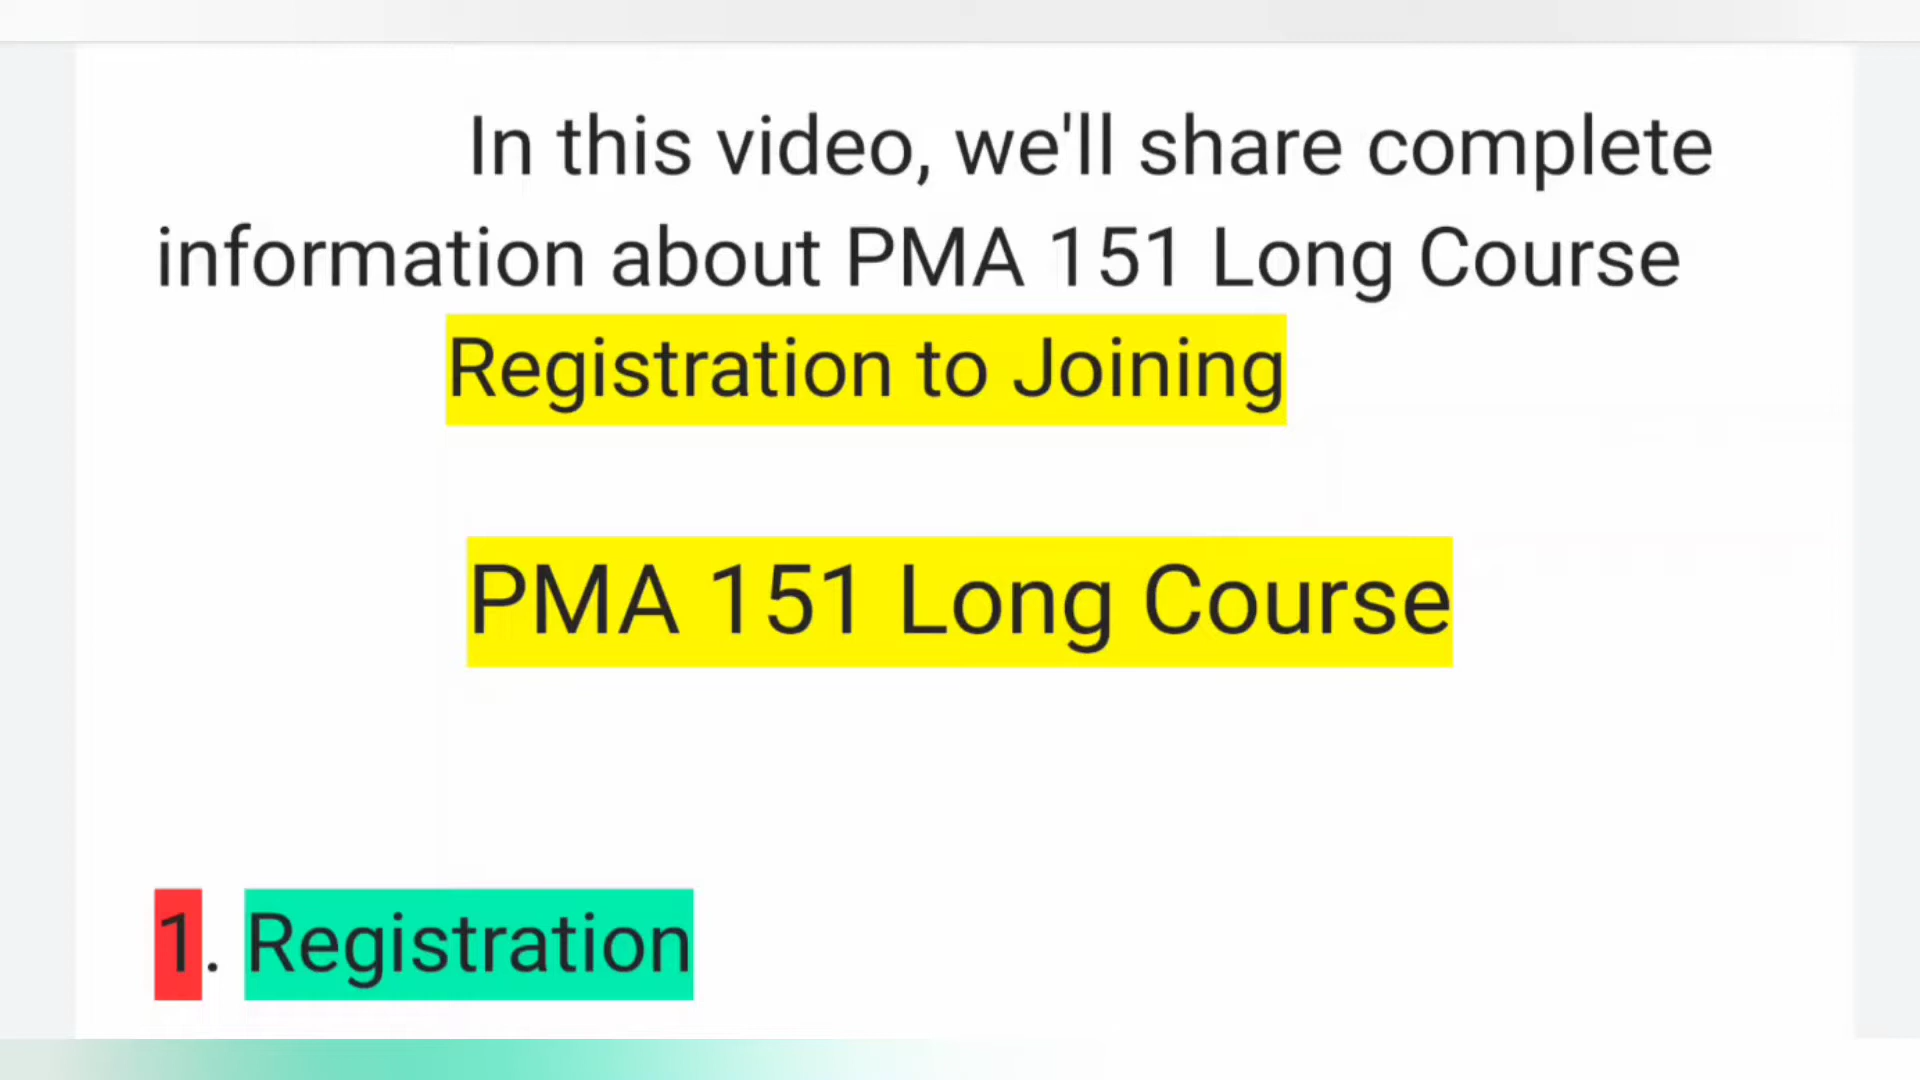 In this video, we'll share complete
information about PMA 151 Long Course
Registration to Joining
PMA 151 Long Course
1. Registration